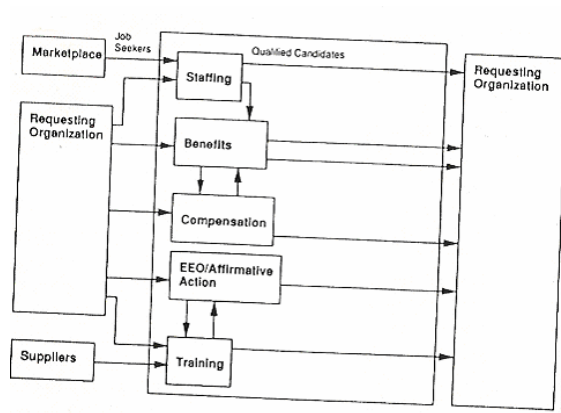 Marketplace
Job
Seekers
Qualified Candidates
Staffing
Requesting
Organization
Requesting
Organization
Benefits
Compensation
EEO/Affirmative
Action
Suppliers
Training